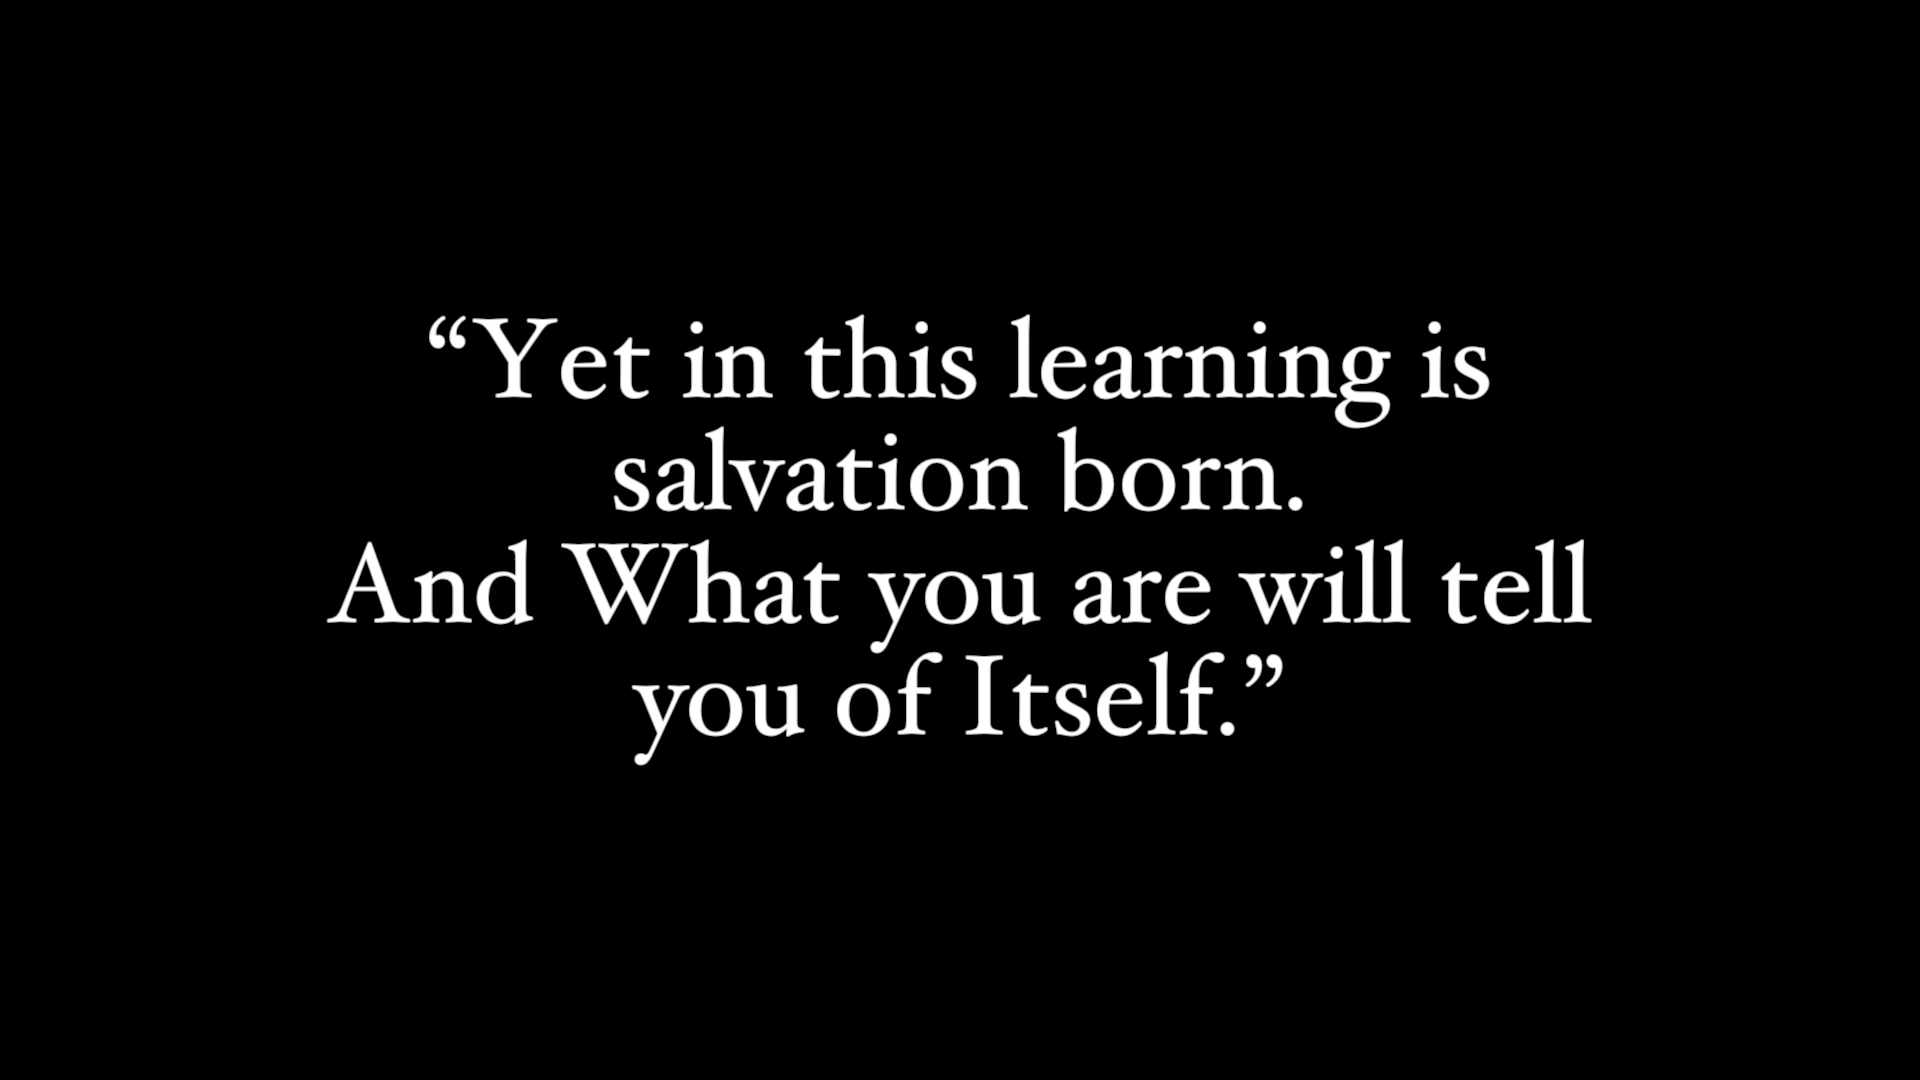 “Yet in this learning is
salvation born.
And What you are will tell
you of Itself.”